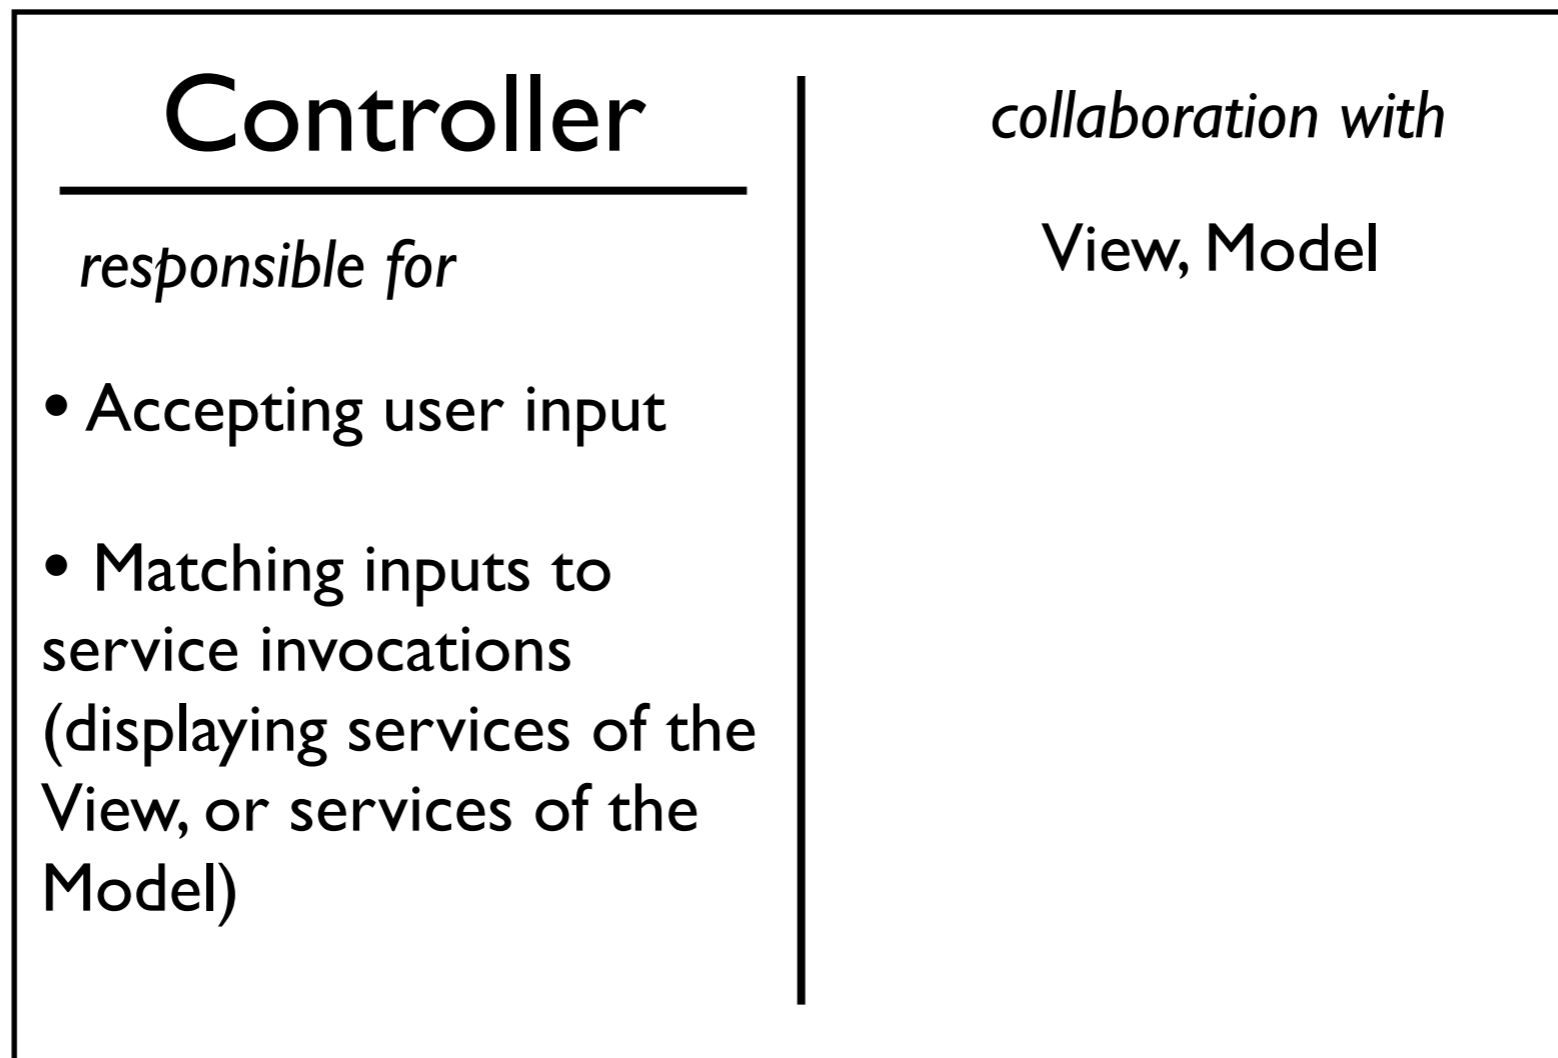 Controller
responsible for
• Accepting user input
• Matching inputs to
service invocations
(displaying services of the
View, or services of the
Model)
collaboration with
View, Model